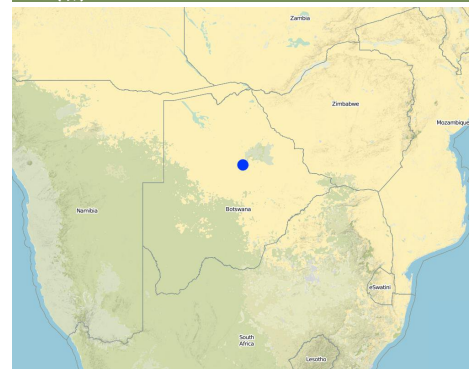 Zambia
Zimbabwe
Mozambique
Namibia
Botswana
eSwatini
South
Africa
Lesotho